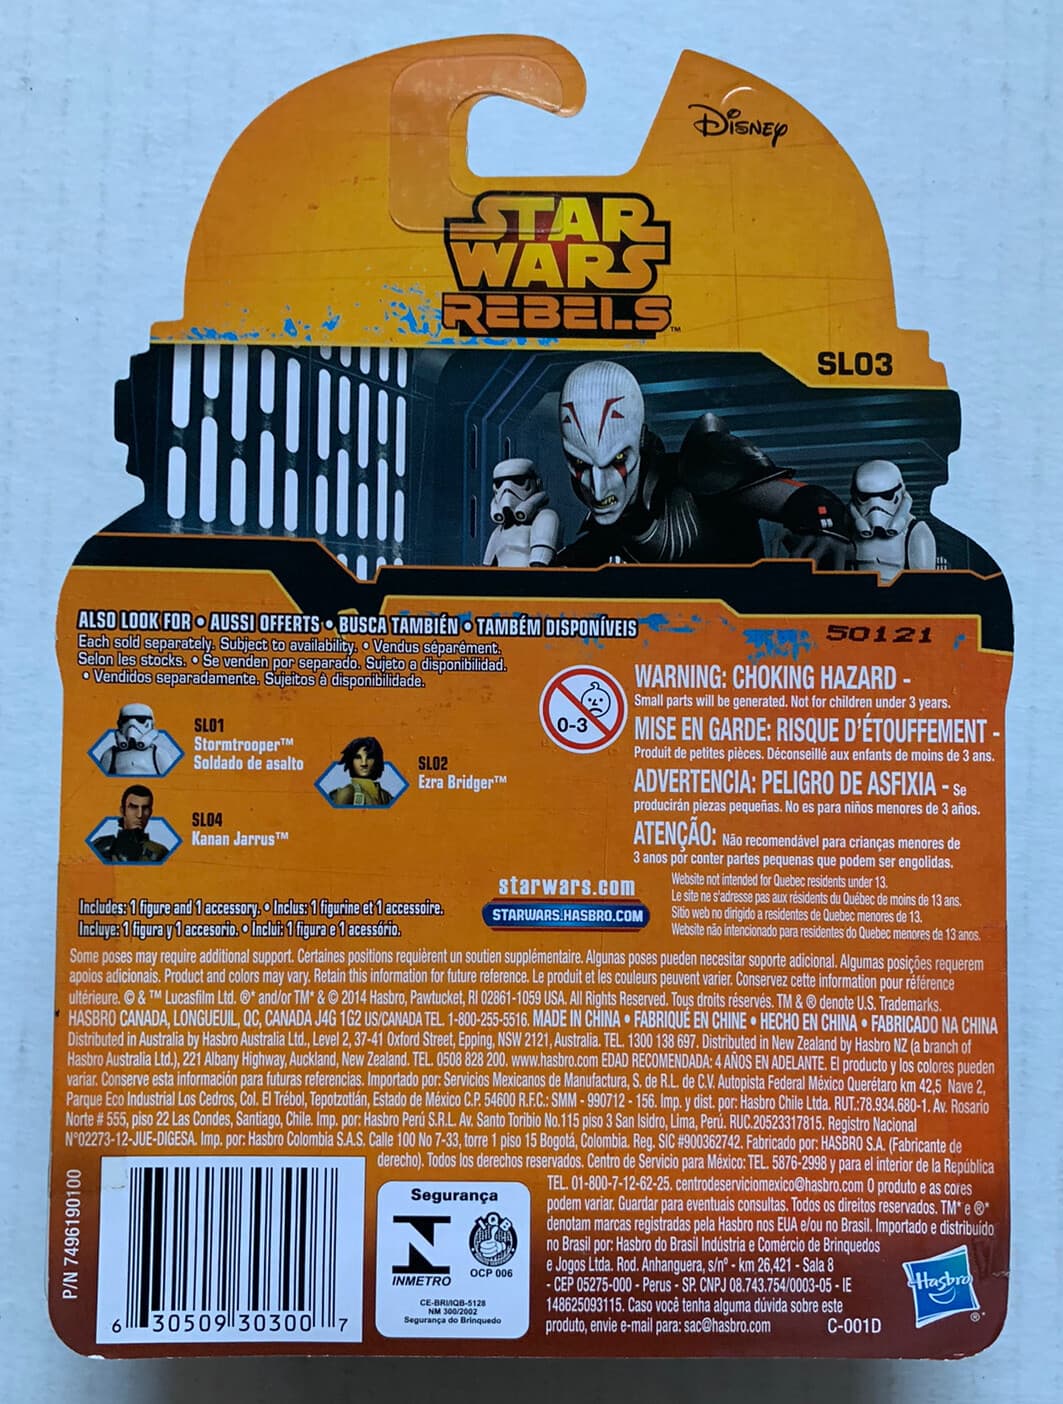 Disney
STAR
WARS
REBELS™
SL03
ALSO LOOK FOR • AUSSI OFFERTS • BUSCA TAMBIÉN • TAMBÉM DISPONÍVEIS
Each sold separately. Subject to availability. • Vendus séparément.
Selon les stocks. • Se venden por separado. Sujeto a disponibilidad.
• Vendidos separadamente. Sujeitos à disponibilidade.
50121
SL01
Stormtrooper™
Soldado de asalto
SL02
Ezra Bridger™
SL04
Kanan Jarrus™
0-3
WARNING: CHOKING HAZARD -
Small parts will be generated. Not for children under 3 years.
MISE EN GARDE: RISQUE D'ÉTOUFFEMENT -
Produit de petites pièces. Déconseillé aux enfants de moins de 3 ans.
ADVERTENCIA: PELIGRO DE ASFIXIA - Se
producirán piezas pequeñas. No es para niños menores de 3 años.
ATENÇÃO: Não recomendável para crianças menores de
3 anos por conter partes pequenas que podem ser engolidas.
starwars.com
STARWARS.HASBRO.COM
Website not intended for Quebec residents under 13.
Le site ne s'adresse pas aux résidents du Québec de moins de 13 ans.
Sitio web no dirigido a residentes de Quebec menores de 13.
Website não intencionado para residentes do Quebec menores de 13 anos.
Includes: 1 figure and 1 accessory. • Inclus: 1 figurine et 1 accessoire.
Incluye: 1 figura y 1 accesorio. • Inclui: 1 figura e 1 acessório.
Some poses may require additional support. Certaines positions requièrent un soutien supplémentaire. Algunas poses pueden necesitar soporte adicional. Algumas posições requerem
apoios adicionais. Product and colors may vary. Retain this information for future reference. Le produit et les couleurs peuvent varier. Conservez cette information pour référence
ultérieure. © & ™ Lucasfilm Ltd. ®* and/or TM* & © 2014 Hasbro, Pawtucket, RI 02861-1059 USA. All Rights Reserved. Tous droits réservés. TM & ® denote U.S. Trademarks.
HASBRO CANADA, LONGUEUIL, QC, CANADA J4G 1G2 US/CANADA TEL. 1-800-255-5516. MADE IN CHINA • FABRIQUÉ EN CHINE • HECHO EN CHINA • FABRICADO NA CHINA
Distributed in Australia by Hasbro Australia Ltd., Level 2, 37-41 Oxford Street, Epping, NSW 2121, Australia. TEL. 1300 138 697. Distributed in New Zealand by Hasbro NZ (a branch of
Hasbro Australia Ltd.), 221 Albany Highway, Auckland, New Zealand. TEL. 0508 828 200. www.hasbro.com EDAD RECOMENDADA: 4 AÑOS EN ADELANTE. El producto y los colores pueden
variar. Conserve esta información para futuras referencias. Importado por: Servicios Mexicanos de Manufactura, S. de R.L. de C.V. Autopista Federal México Querétaro km 42,5 Nave 2,
Parque Eco Industrial Los Cedros, Col. El Trébol, Tepotzotlán, Estado de México C.P. 54600 R.F.C.: SMM - 990712 - 156. Imp. y dist. por: Hasbro Chile Ltda. RUT.:78.934.680-1. Av. Rosario
Norte # 555, piso 22 Las Condes, Santiago, Chile. Imp. por: Hasbro Perú S.R.L. Av. Santo Toribio No.115 piso 3 San Isidro, Lima, Perú. RUC.20523317815. Registro Nacional
N°02273-12-JUE-DIGESA. Imp. por: Hasbro Colombia S.A.S. Calle 100 No 7-33, torre 1 piso 15 Bogotá, Colombia. Reg. SIC #900362742. Fabricado por: HASBRO S.A. (Fabricante de
derecho). Todos los derechos reservados. Centro de Servicio para México: TEL. 5876-2998 y para el interior de la República
TEL. 01-800-7-12-62-25. centrodeserviciomexico@hasbro.com O produto e as cores
podem variar. Guardar para eventuais consultas. Todos os direitos reservados. TM* e ®*
denotam marcas registradas pela Hasbro nos EUA e/ou no Brasil. Importado e distribuído
no Brasil por: Hasbro do Brasil Indústria e Comércio de Brinquedos
e Jogos Ltda. Rod. Anhanguera, s/nº - km 26,421 - Sala 8
- CEP 05275-000 - Perus - SP. CNPJ 08.743.754/0003-05 - IE
148625093115. Caso você tenha alguma dúvida sobre este
produto, envie e-mail para: sac@hasbro.com
C-001D
P/N 7496190100
6 30509 30300 7
Segurança
IQB
INMETRO
OCP 006
CE-BRI/IQB-5128
NM 300/2002
Segurança do Brinquedo
Hasbro
®*